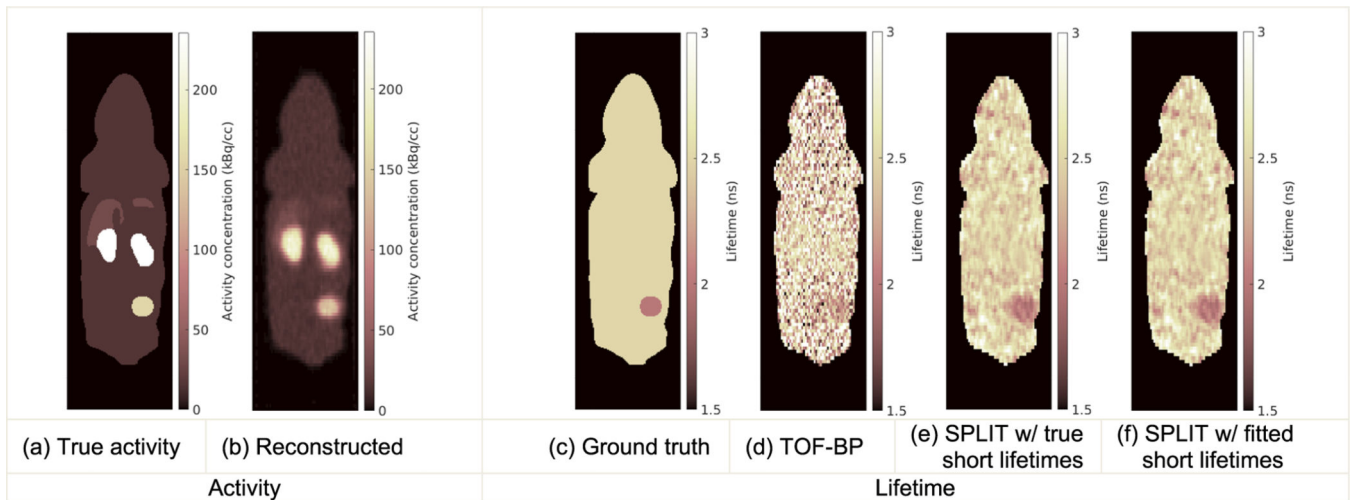 200
150
100
50
0
Activity concentration (kBq/cc)
200
150
100
50
0
Activity concentration (kBq/cc)
3
2.5
2
1.5
Lifetime (ns)
3
2.5
2
1.5
Lifetime (ns)
3
2.5
2
1.5
Lifetime (ns)
3
2.5
2
1.5
Lifetime (ns)
(a) True activity
(b) Reconstructed
(c) Ground truth
(d) TOF-BP
(e) SPLIT w/ true
short lifetimes
(f) SPLIT w/ fitted
short lifetimes
Activity
Lifetime